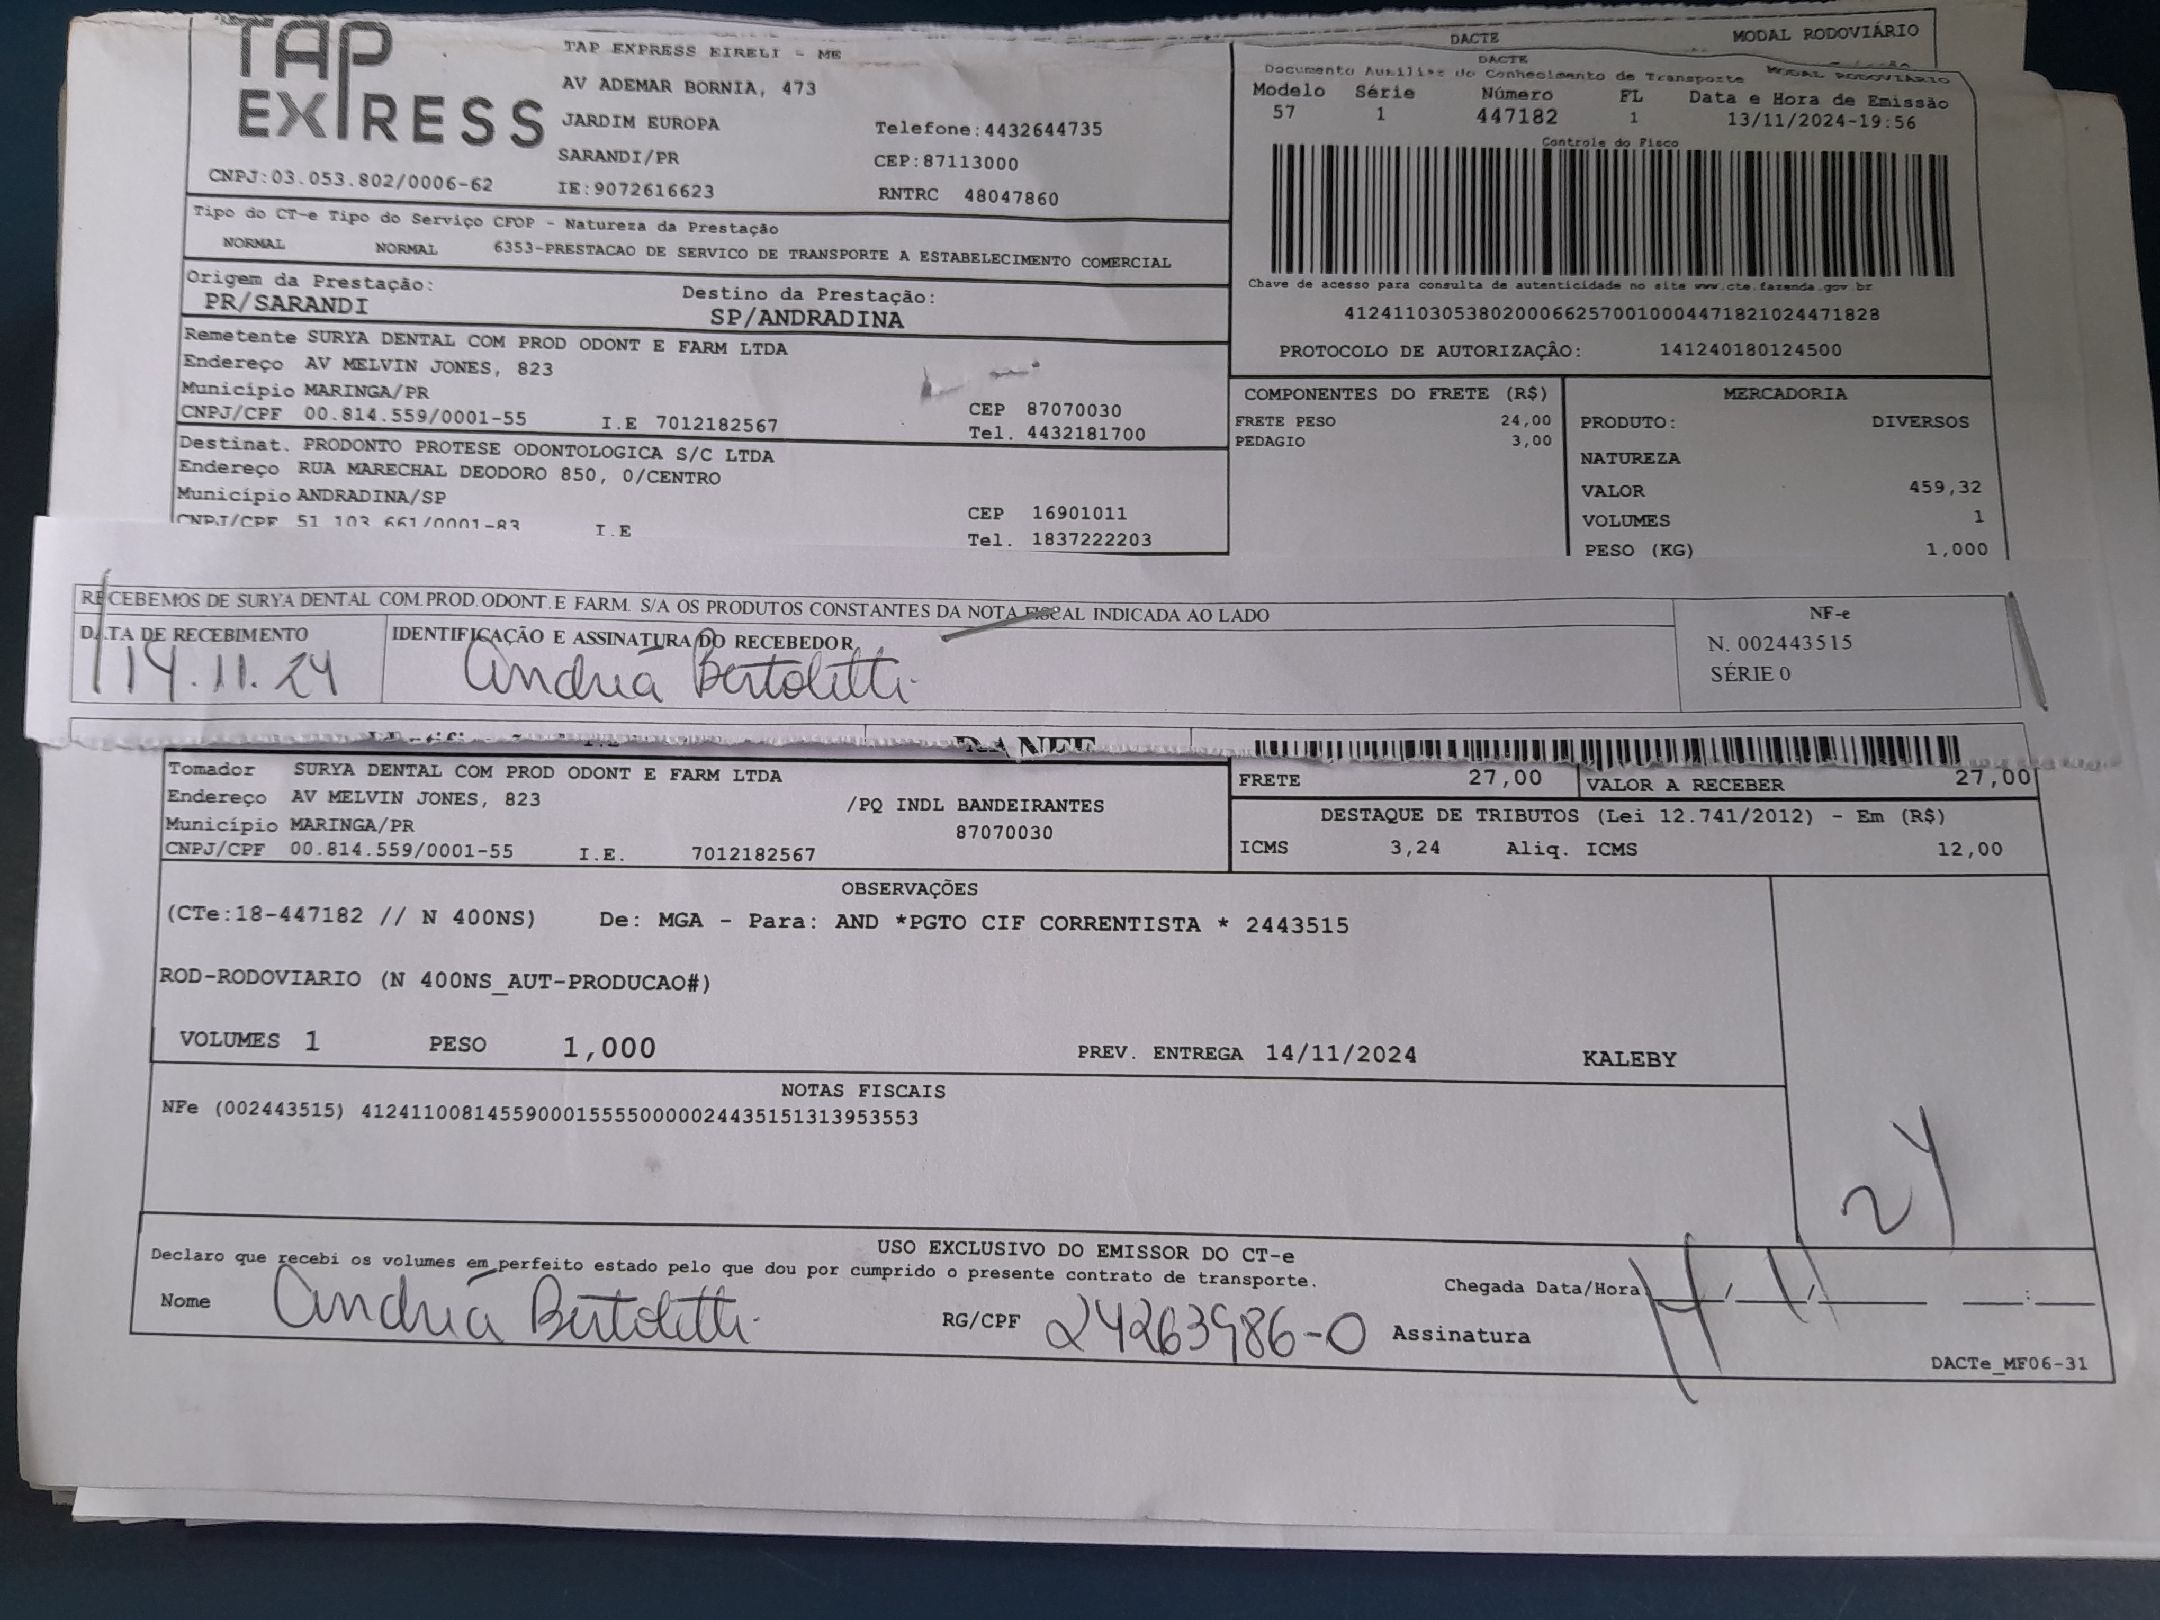 TAP EXPRESS
TAP EXPRESS EIRELI - ME
AV ADEMAR BORNIA, 473
JARDIM EUROPA
Telefone:4432644735
SARANDI/PR
CEP:87113000
CNPJ:03.053.802/0006-62
IE:9072616623
RNTRC 48047860
DACTE MODAL RODOVIÁRIO
DACTE
Documento Auxiliar do Conhecimento de Transporte MODAL RODOVIÁRIO
Modelo Série Número FL Data e Hora de Emissão
57 1 447182 1 13/11/2024-19:56
Controle do Fisco
Chave de acesso para consulta de autenticidade no site www.cte.fazenda.gov.br
41241103053802000662570010004471821024471828
PROTOCOLO DE AUTORIZAÇÂO: 141240180124500
Tipo do CT-e Tipo do Serviço CFOP - Natureza da Prestação
NORMAL NORMAL 6353-PRESTACAO DE SERVICO DE TRANSPORTE A ESTABELECIMENTO COMERCIAL
Origem da Prestação: Destino da Prestação:
PR/SARANDI SP/ANDRADINA
Remetente SURYA DENTAL COM PROD ODONT E FARM LTDA
Endereço AV MELVIN JONES, 823
Município MARINGA/PR CEP 87070030
CNPJ/CPF 00.814.559/0001-55 I.E 7012182567 Tel. 4432181700
Destinat. PRODONTO PROTESE ODONTOLOGICA S/C LTDA
Endereço RUA MARECHAL DEODORO 850, 0/CENTRO
Município ANDRADINA/SP CEP 16901011
CNPJ/CPF 51.103.661/0001-83 I.E Tel. 1837222203
COMPONENTES DO FRETE (R$)
FRETE PESO 24,00
PEDAGIO 3,00
MERCADORIA
PRODUTO: DIVERSOS
NATUREZA
VALOR 459,32
VOLUMES 1
PESO (KG) 1,000
RECEBEMOS DE SURYA DENTAL COM.PROD.ODONT.E FARM. S/A OS PRODUTOS CONSTANTES DA NOTA FISCAL INDICADA AO LADO
DATA DE RECEBIMENTO IDENTIFICAÇÃO E ASSINATURA DO RECEBEDOR
14.11.24 Andréa Bertoletti
NF-e
N. 002443515
SÉRIE 0
DANFE
Tomador SURYA DENTAL COM PROD ODONT E FARM LTDA
Endereço AV MELVIN JONES, 823 /PQ INDL BANDEIRANTES
Município MARINGA/PR 87070030
CNPJ/CPF 00.814.559/0001-55 I.E. 7012182567
FRETE 27,00 VALOR A RECEBER 27,00
DESTAQUE DE TRIBUTOS (Lei 12.741/2012) - Em (R$)
ICMS 3,24 Aliq. ICMS 12,00
OBSERVAÇÕES
(CTe:18-447182 // N 400NS) De: MGA - Para: AND *PGTO CIF CORRENTISTA * 2443515
ROD-RODOVIARIO (N 400NS_AUT-PRODUCAO#)
VOLUMES 1 PESO 1,000 PREV. ENTREGA 14/11/2024 KALEBY
NOTAS FISCAIS
NFe (002443515) 41241100814559000155550000024435151313953553
USO EXCLUSIVO DO EMISSOR DO CT-e
Declaro que recebi os volumes em perfeito estado pelo que dou por cumprido o presente contrato de transporte.
Nome Andréa Bertoletti RG/CPF 24263986-0 Assinatura
Chegada Data/Hora 14/11/24 :
DACTe_MF06-31